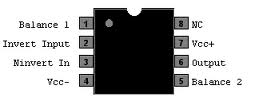 Balance 1 1 8 NC
Invert Input 2 7 Vcc+
Ninvert In 3 6 Output
Vcc- 4 5 Balance 2